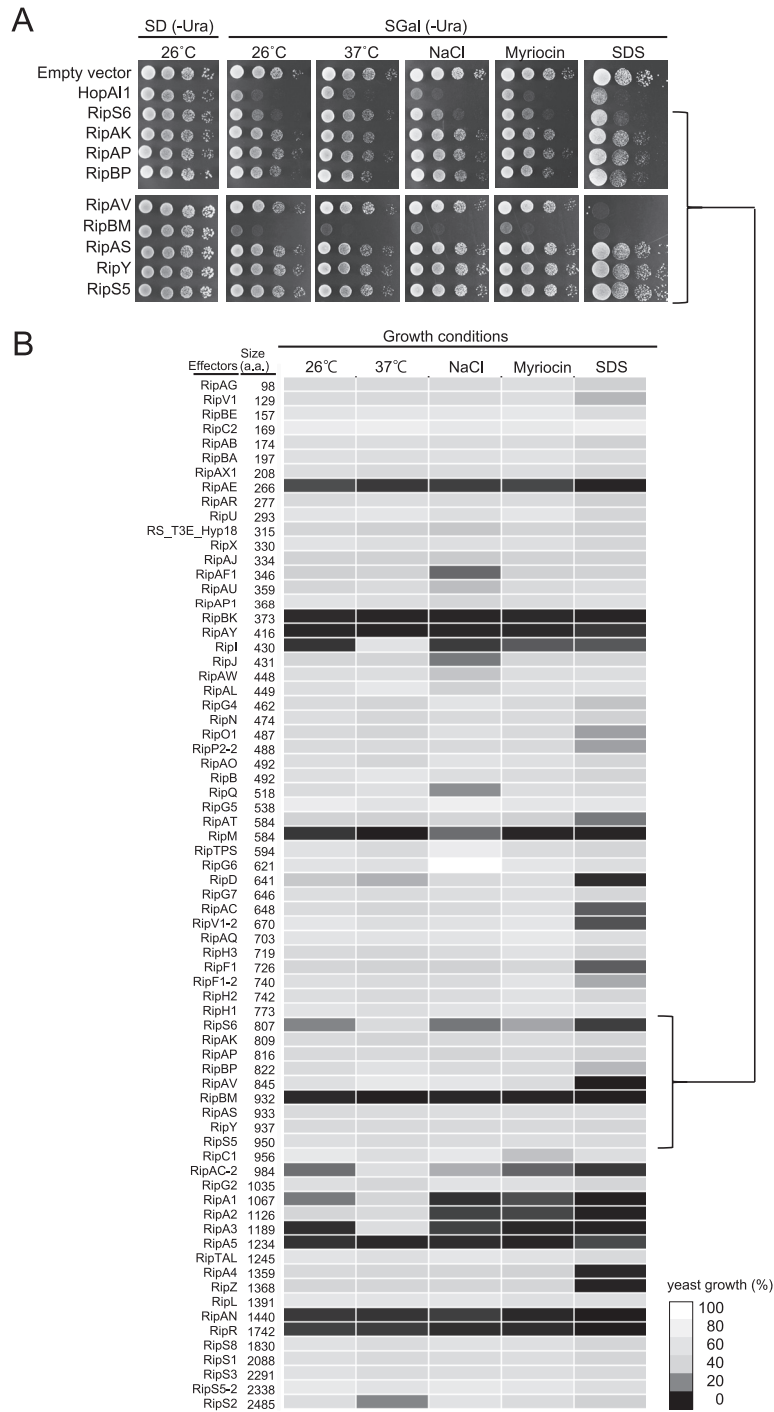 A
SD (-Ura)
SGal (-Ura)
26˚C
26˚C
37˚C
NaCl
Myriocin
SDS
Empty vector
HopAI1
RipS6
RipAK
RipAP
RipBP
RipAV
RipBM
RipAS
RipY
RipS5
B
Growth conditions
Effectors
Size (a.a.)
26℃
37℃
NaCl
Myriocin
SDS
RipAG 98
RipV1 129
RipBE 157
RipC2 169
RipAB 174
RipBA 197
RipAX1 208
RipAE 266
RipAR 277
RipU 293
RS_T3E_Hyp18 315
RipX 330
RipAJ 334
RipAF1 346
RipAU 359
RipAP1 368
RipBK 373
RipAY 416
RipI 430
RipJ 431
RipAW 448
RipAL 449
RipG4 462
RipN 474
RipO1 487
RipP2-2 488
RipAO 492
RipB 492
RipQ 518
RipG5 538
RipAT 584
RipM 584
RipTPS 594
RipG6 621
RipD 641
RipG7 646
RipAC 648
RipV1-2 670
RipAQ 703
RipH3 719
RipF1 726
RipF1-2 740
RipH2 742
RipH1 773
RipS6 807
RipAK 809
RipAP 816
RipBP 822
RipAV 845
RipBM 932
RipAS 933
RipY 937
RipS5 950
RipC1 956
RipAC-2 984
RipG2 1035
RipA1 1067
RipA2 1126
RipA3 1189
RipA5 1234
RipTAL 1245
RipA4 1359
RipZ 1368
RipL 1391
RipAN 1440
RipR 1742
RipS8 1830
RipS1 2088
RipS3 2291
RipS5-2 2338
RipS2 2485
yeast growth (%)
100
80
60
40
20
0